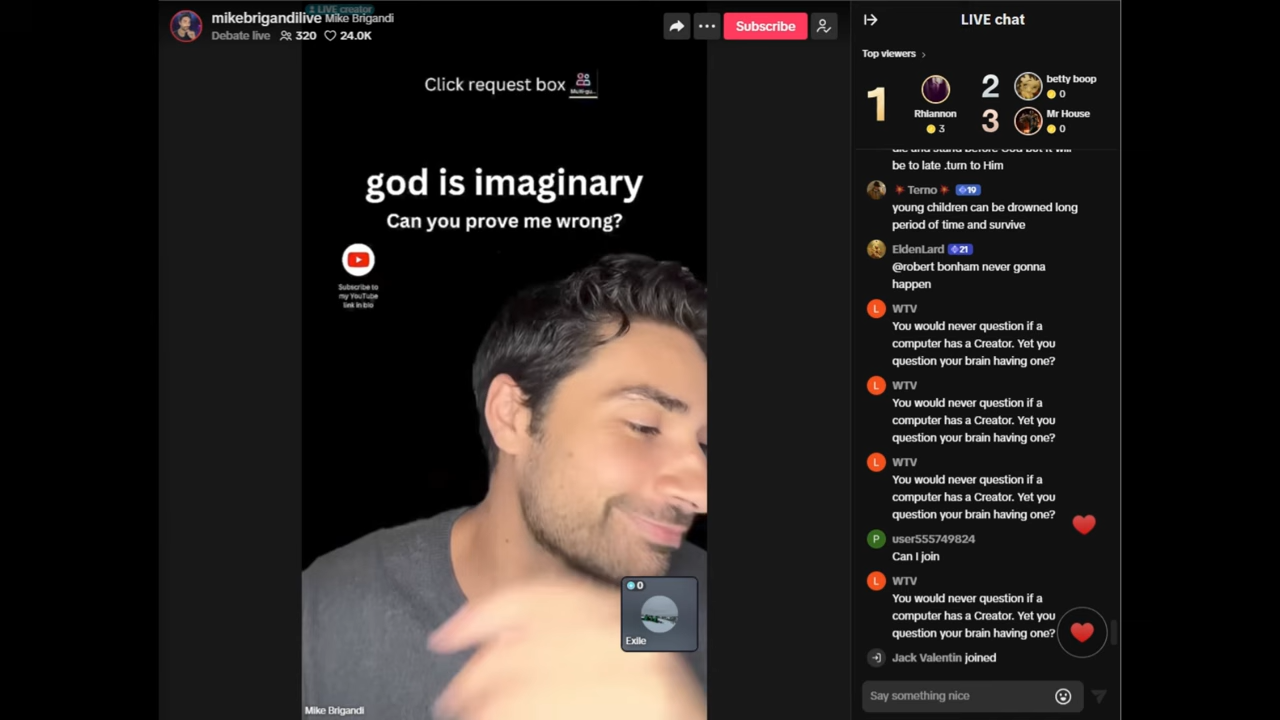 LIVE creator
mikebrigandilive Mike Brigandi
Debate live 320 24.0K
Subscribe
Click request box
god is imaginary
Can you prove me wrong?
Subscribe to
my YouTube
link in bio
0
Exile
Mike Brigandi
LIVE chat
Top viewers
1
Rhiannon
3
2
betty boop
0
3
Mr House
0
die and stand before God but it will
be to late .turn to Him
Terno 19
young children can be drowned long
period of time and survive
EldenLard 21
@robert bonham never gonna
happen
L WTV
You would never question if a
computer has a Creator. Yet you
question your brain having one?
L WTV
You would never question if a
computer has a Creator. Yet you
question your brain having one?
L WTV
You would never question if a
computer has a Creator. Yet you
question your brain having one?
P user555749824
Can I join
L WTV
You would never question if a
computer has a Creator. Yet you
question your brain having one?
Jack Valentin joined
Say something nice